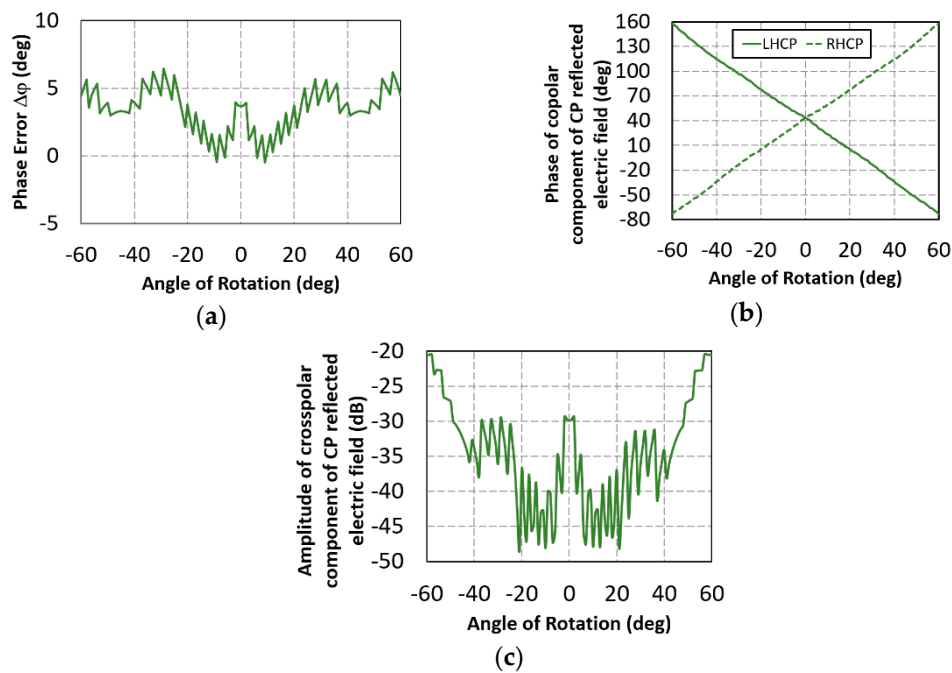 10
5
0
-5
-60 -40 -20 0 20 40 60
Phase Error Δφ (deg)
Angle of Rotation (deg)
(a)
160
130
100
70
40
10
-20
-50
-80
LHCP RHCP
-60 -40 -20 0 20 40 60
Phase of copolar
component of CP reflected
electric field (deg)
Angle of Rotation (deg)
(b)
-20
-25
-30
-35
-40
-45
-50
-60 -40 -20 0 20 40 60
Amplitude of crosspolar
component of CP reflected
electric field (dB)
Angle of Rotation (deg)
(c)